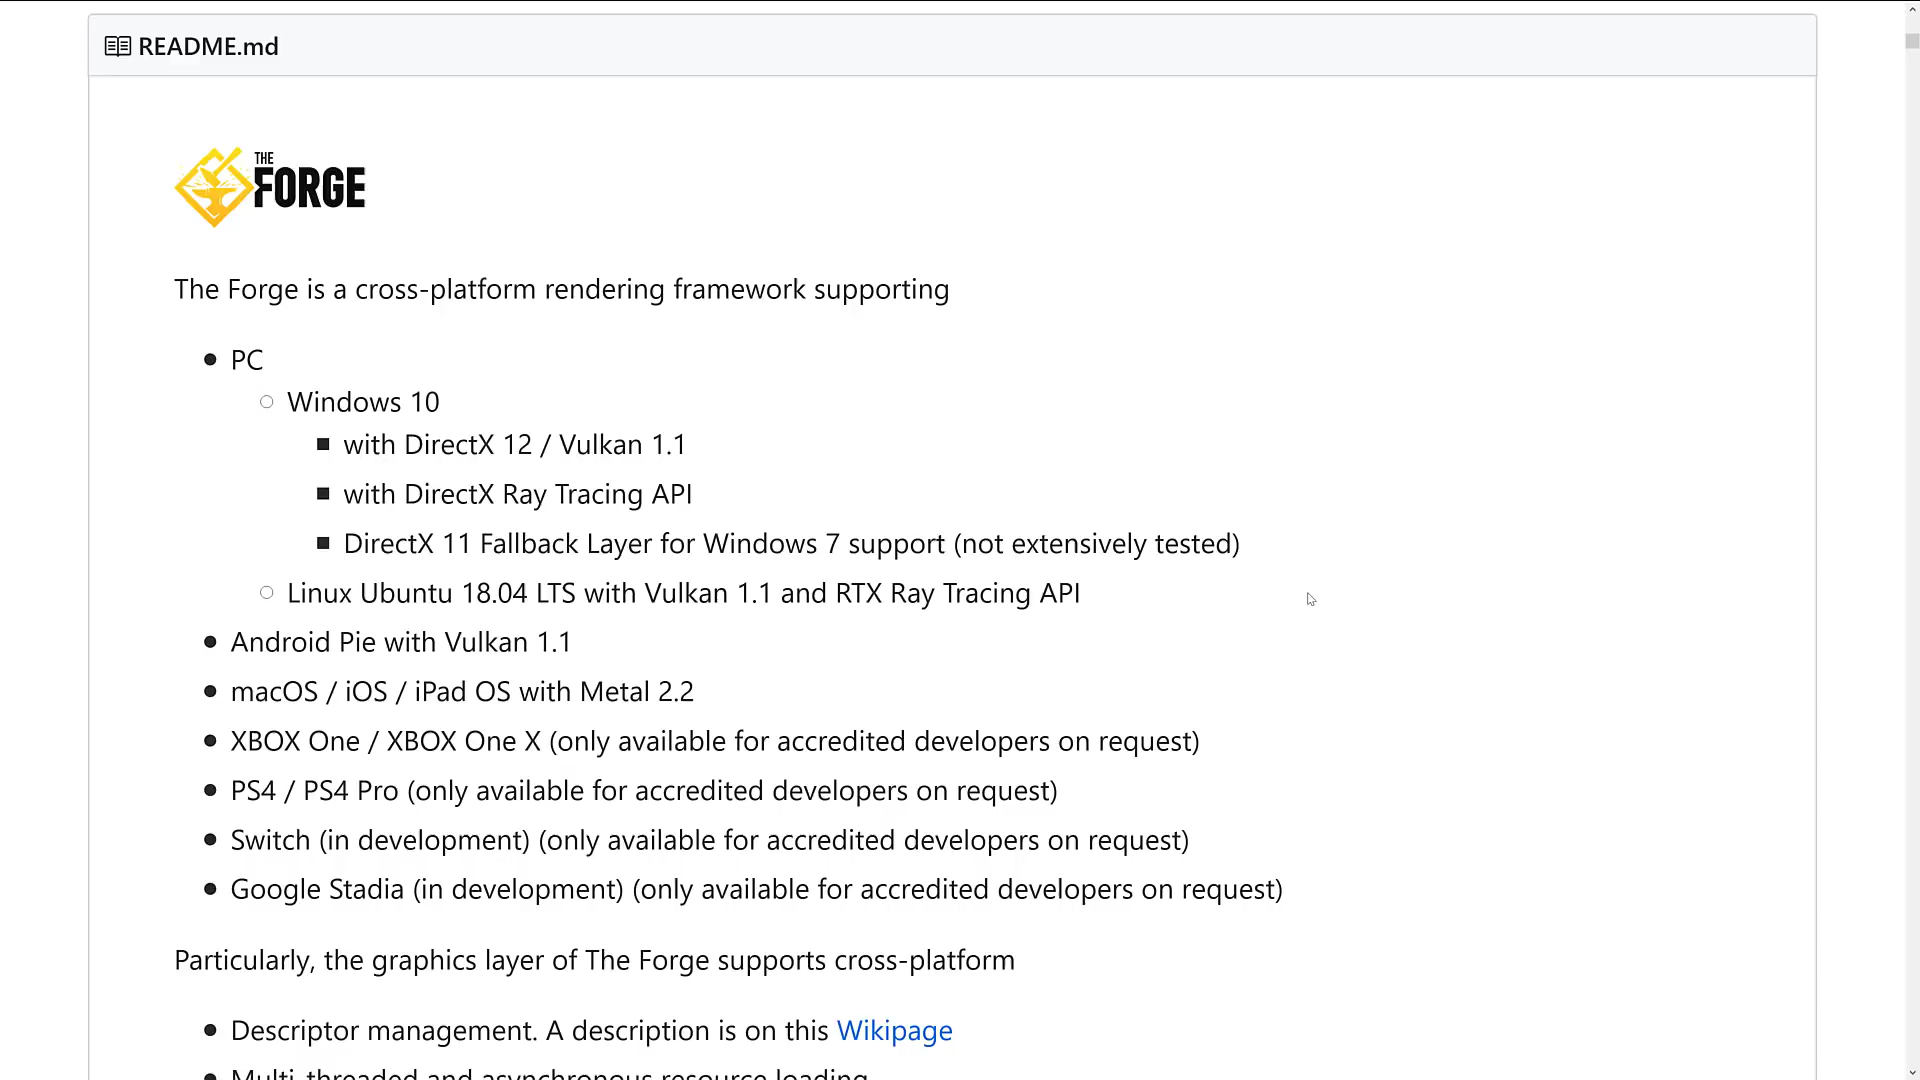 README.md
THE
FORGE
The Forge is a cross-platform rendering framework supporting
PC
Windows 10
with DirectX 12 / Vulkan 1.1
with DirectX Ray Tracing API
DirectX 11 Fallback Layer for Windows 7 support (not extensively tested)
Linux Ubuntu 18.04 LTS with Vulkan 1.1 and RTX Ray Tracing API
Android Pie with Vulkan 1.1
macOS / iOS / iPad OS with Metal 2.2
XBOX One / XBOX One X (only available for accredited developers on request)
PS4 / PS4 Pro (only available for accredited developers on request)
Switch (in development) (only available for accredited developers on request)
Google Stadia (in development) (only available for accredited developers on request)
Particularly, the graphics layer of The Forge supports cross-platform
Descriptor management. A description is on this Wikipage
Multi-threaded and asynchronous resource loading